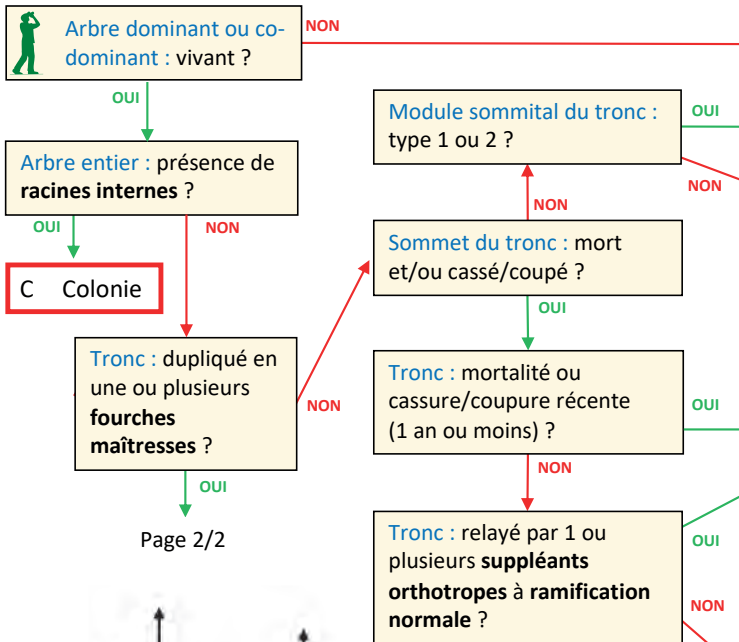 Arbre dominant ou co-
dominant : vivant ?
NON
OUI
Arbre entier : présence de
racines internes ?
OUI
NON
C Colonie
Tronc : dupliqué en
une ou plusieurs
fourches
maîtresses ?
NON
OUI
Page 2/2
Module sommital du tronc :
type 1 ou 2 ?
OUI
NON
NON
Sommet du tronc : mort
et/ou cassé/coupé ?
OUI
Tronc : mortalité ou
cassure/coupure récente
(1 an ou moins) ?
OUI
NON
Tronc : relayé par 1 ou
plusieurs suppléants
orthotropes à ramification
normale ?
OUI
NON